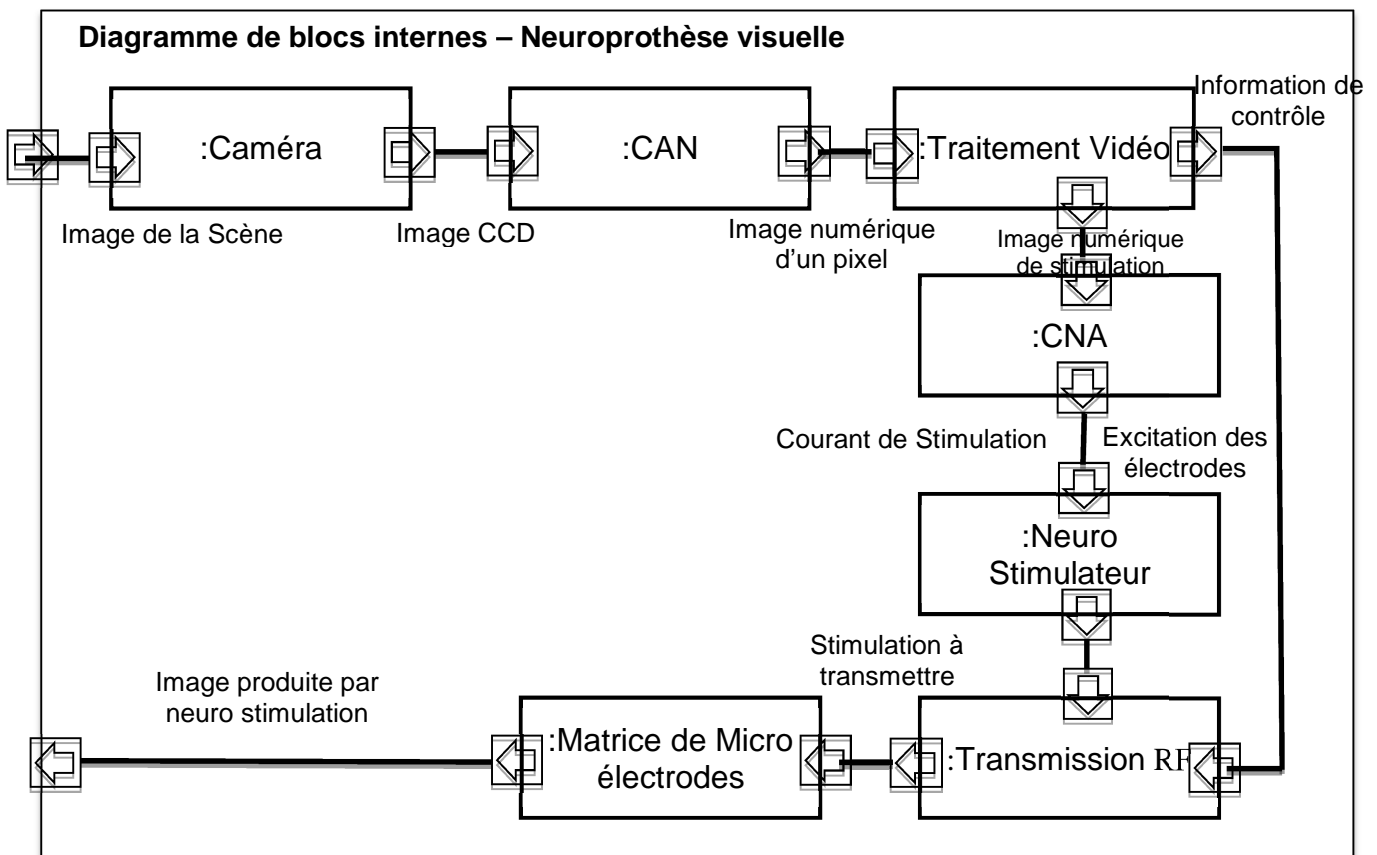 Diagramme de blocs internes – Neuroprothèse visuelle
Information de
contrôle
:Caméra
:CAN
:Traitement Vidéo
Image de la Scène
Image CCD
Image numérique
d'un pixel
Image numérique
de stimulation
:CNA
Courant de Stimulation
Excitation des
électrodes
:Neuro
Stimulateur
Stimulation à
transmettre
Image produite par
neuro stimulation
:Matrice de Micro
électrodes
:Transmission RF